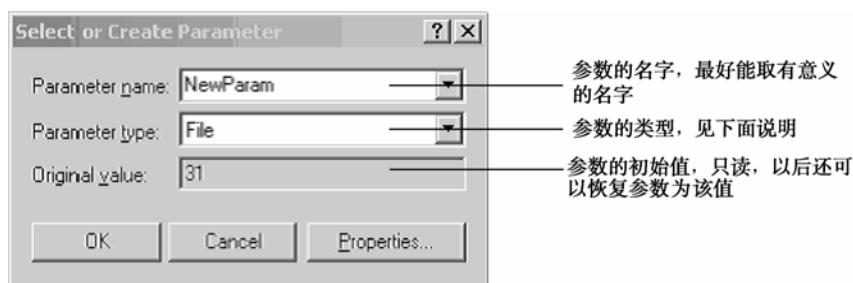 Select or Create Parameter
Parameter name: NewParam
参数的名字，最好能取有意义
的名字
Parameter type: File
参数的类型，见下面说明
Original value: 31
参数的初始值，只读，以后还可
以恢复参数为该值
OK Cancel Properties...